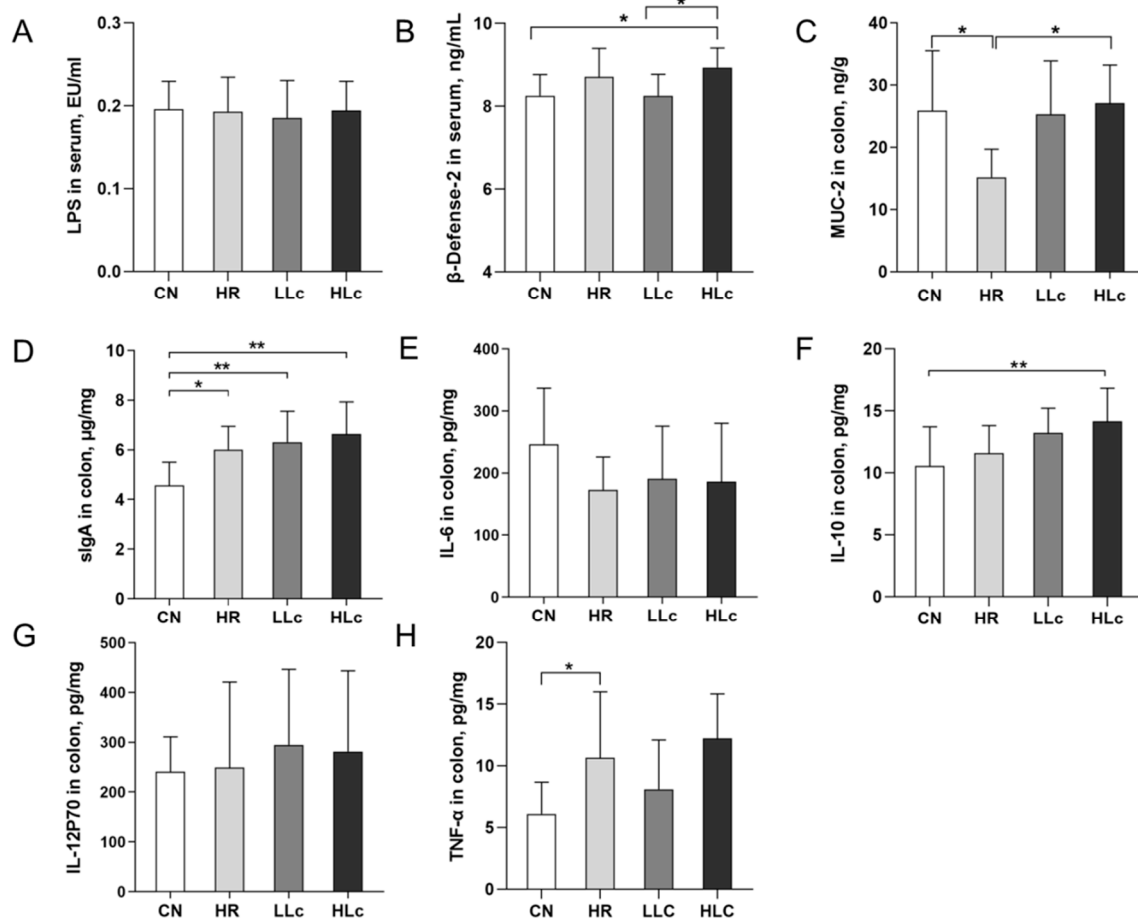 A
LPS in serum, EU/ml
0.3
0.2
0.1
0.0
CN HR LLc HLc
B
β-Defense-2 in serum, ng/mL
10
8
6
4
* *
CN HR LLc HLc
C
MUC-2 in colon, ng/g
40
30
20
10
0
* *
CN HR LLc HLc
D
sIgA in colon, μg/mg
10
8
6
4
2
0
**
**
*
CN HR LLc HLc
E
IL-6 in colon, pg/mg
400
300
200
100
0
CN HR LLc HLc
F
IL-10 in colon, pg/mg
20
15
10
5
0
**
CN HR LLc HLc
G
IL-12P70 in colon, pg/mg
500
400
300
200
100
0
CN HR LLc HLc
H
TNF-α in colon, pg/mg
20
15
10
5
0
*
CN HR LLC HLC